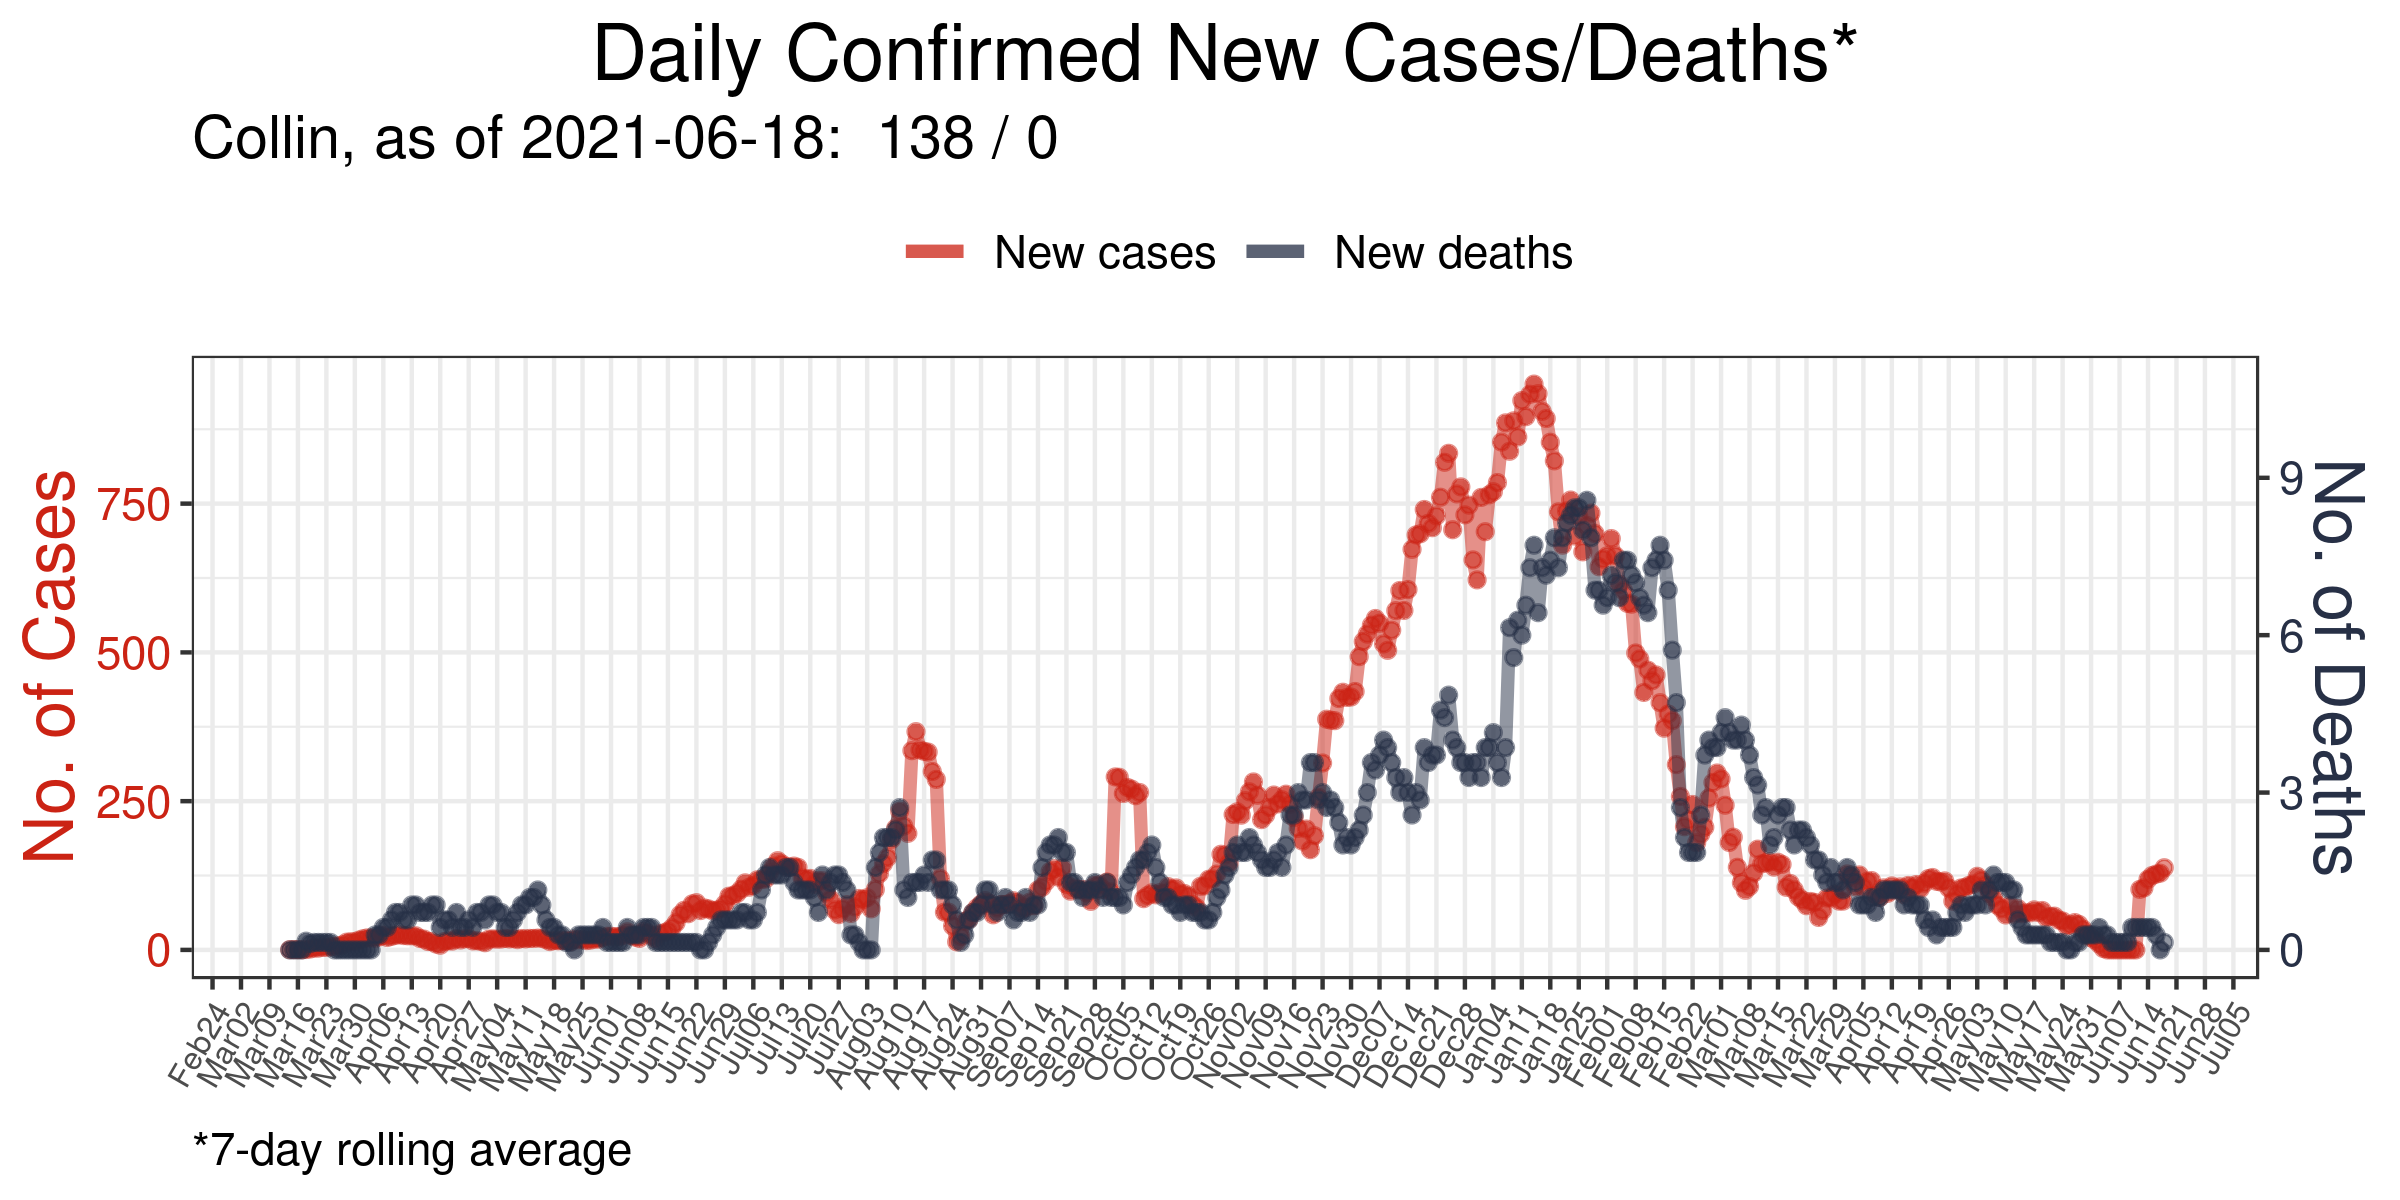 Daily Confirmed New Cases/Deaths*
Collin, as of 2021-06-18:  138 / 0
New cases
New deaths
No. of Cases
750
500
250
0
9
6
3
0
No. of Deaths
Feb24
Mar02
Mar09
Mar16
Mar23
Mar30
Apr06
Apr13
Apr20
Apr27
May04
May11
May18
May25
Jun01
Jun08
Jun15
Jun22
Jun29
Jul06
Jul13
Jul20
Jul27
Aug03
Aug10
Aug17
Aug24
Aug31
Sep07
Sep14
Sep21
Sep28
Oct05
Oct12
Oct19
Oct26
Nov02
Nov09
Nov16
Nov23
Nov30
Dec07
Dec14
Dec21
Dec28
Jan04
Jan11
Jan18
Jan25
Feb01
Feb08
Feb15
Feb22
Mar01
Mar08
Mar15
Mar22
Mar29
Apr05
Apr12
Apr19
Apr26
May03
May10
May17
May24
May31
Jun07
Jun14
Jun21
Jun28
Jul05
*7-day rolling average